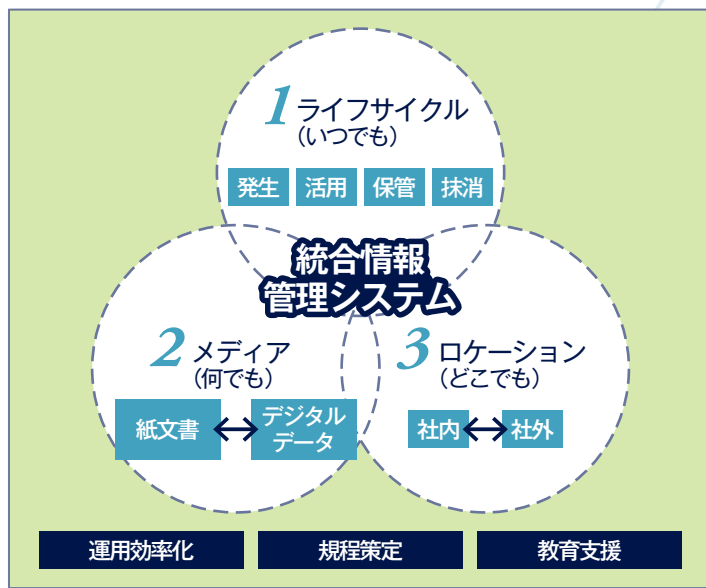 1 ライフサイクル
(いつでも)
発生 活用 保管 抹消
統合情報
管理システム
2 メディア
(何でも)
紙文書 デジタル
データ
3 ロケーション
(どこでも)
社内 社外
運用効率化 規程策定 教育支援